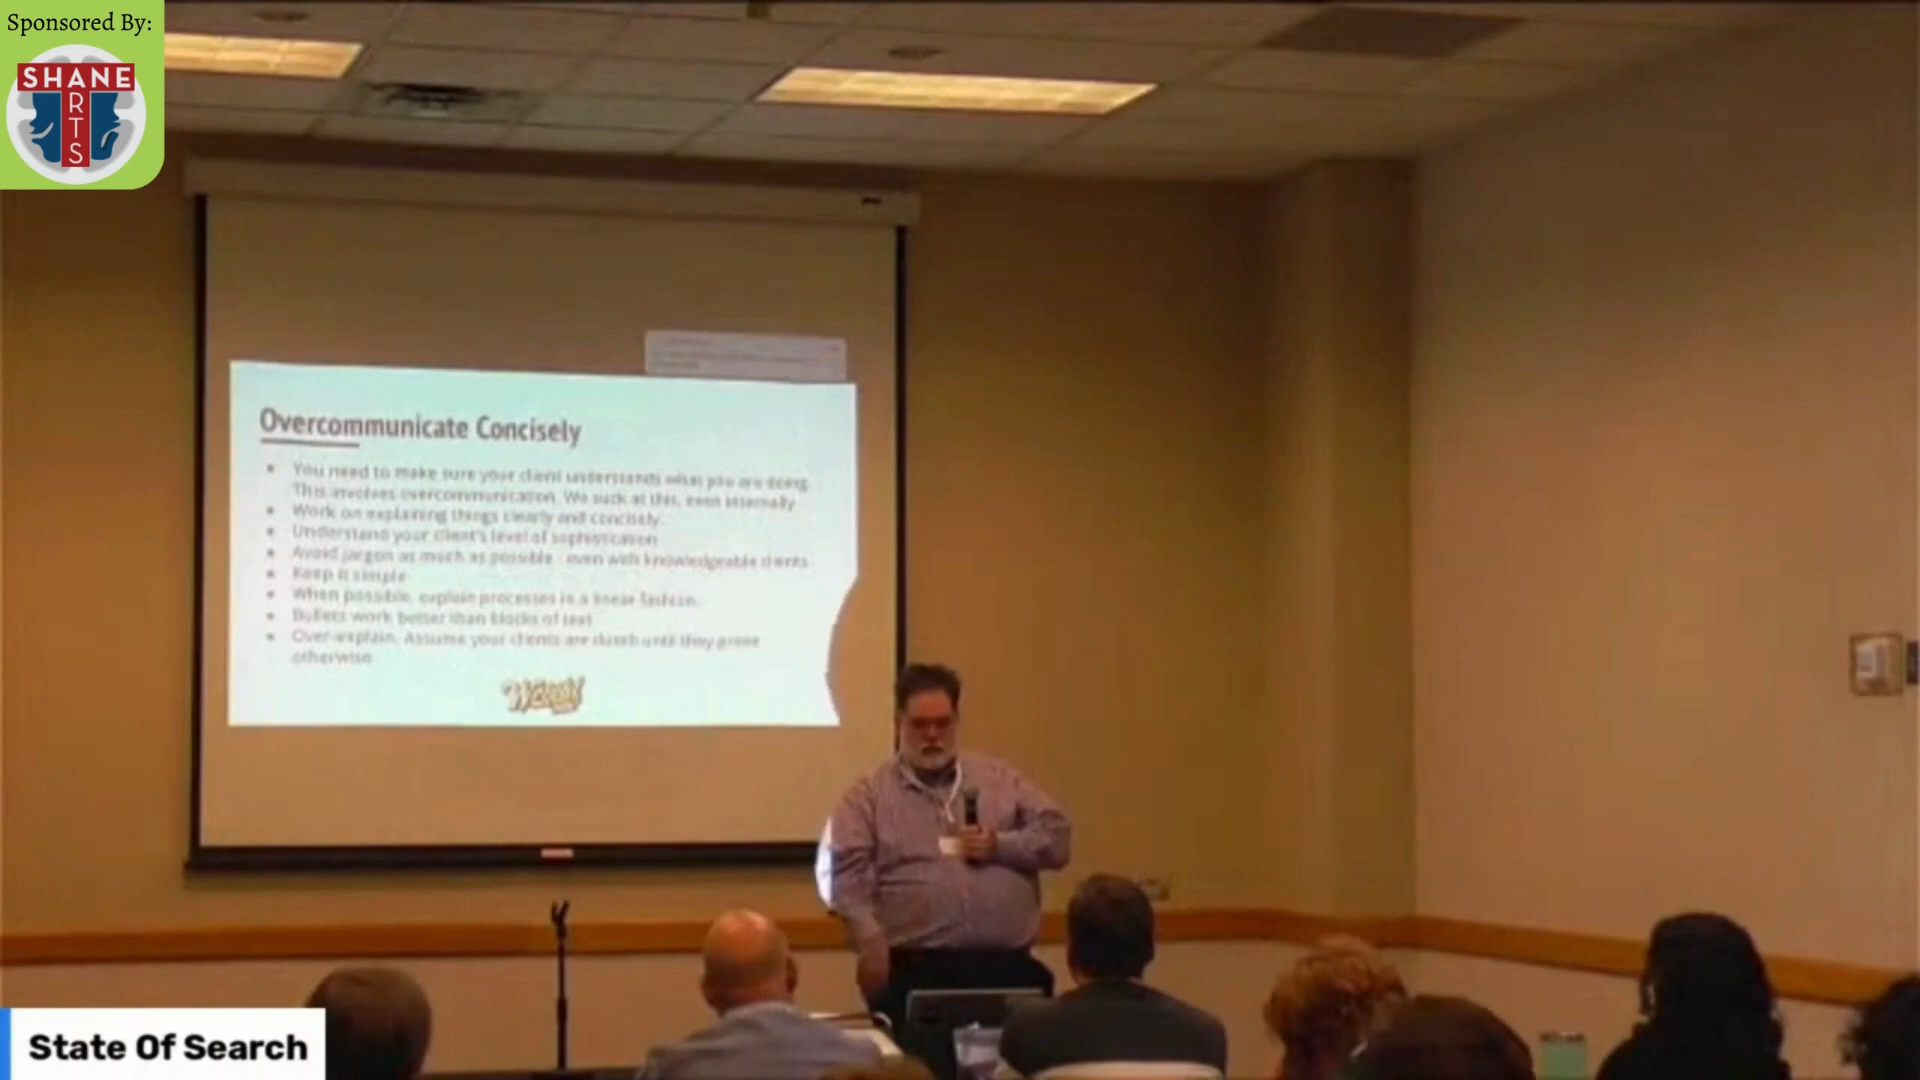 Sponsored By:
SHANE
ARTS
Overcommunicate Concisely
You need to make sure your client understands what you are doing.
This involves overcommunication. We suck at this, even internally
Work on explaining things clearly and concisely.
Understand your client's level of sophistication
Avoid jargon as much as possible - even with knowledgeable clients
Keep it simple
When possible, explain processes in a linear fashion.
Bullets work better than blocks of text
Over-explain. Assume your clients are dumb until they prove
otherwise
State Of Search